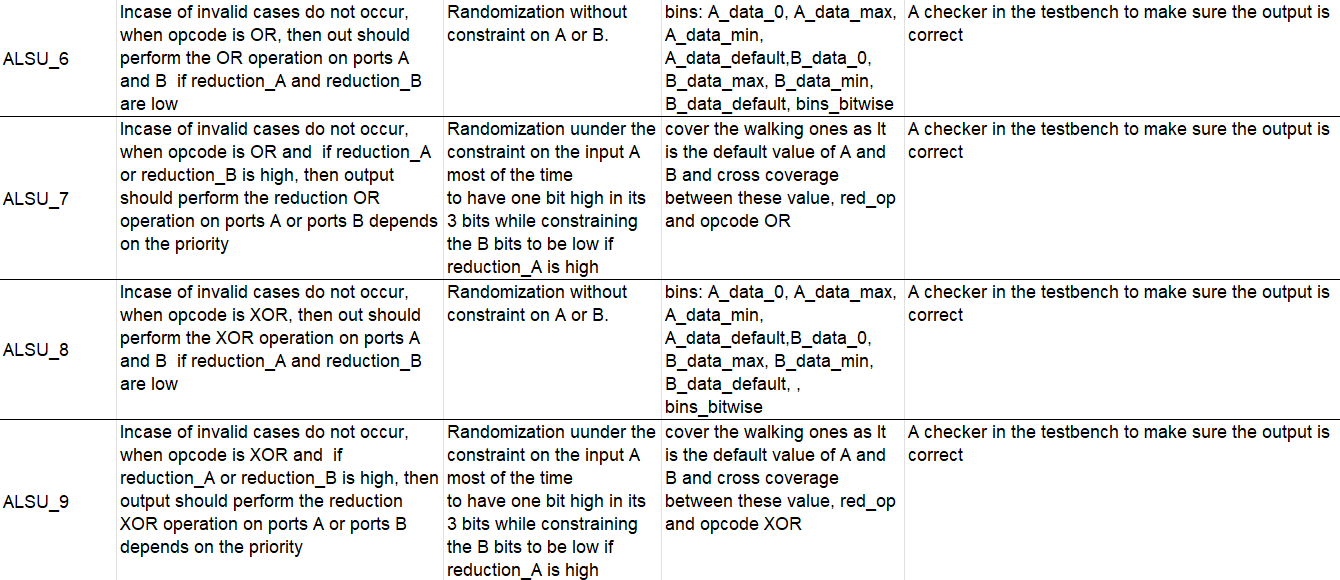 ALSU_6
Incase of invalid cases do not occur,
when opcode is OR, then out should
perform the OR operation on ports A
and B  if reduction_A and reduction_B
are low
Randomization without
constraint on A or B.
bins: A_data_0, A_data_max,
A_data_min,
A_data_default,B_data_0,
B_data_max, B_data_min,
B_data_default, bins_bitwise
A checker in the testbench to make sure the output is
correct
ALSU_7
Incase of invalid cases do not occur,
when opcode is OR and  if reduction_A
or reduction_B is high, then output
should perform the reduction OR
operation on ports A or ports B depends
on the priority
Randomization uunder the
constraint on the input A
most of the time
to have one bit high in its
3 bits while constraining
the B bits to be low if
reduction_A is high
cover the walking ones as It
is the default value of A and
B and cross coverage
between these value, red_op
and opcode OR
A checker in the testbench to make sure the output is
correct
ALSU_8
Incase of invalid cases do not occur,
when opcode is XOR, then out should
perform the XOR operation on ports A
and B  if reduction_A and reduction_B
are low
Randomization without
constraint on A or B.
bins: A_data_0, A_data_max,
A_data_min,
A_data_default,B_data_0,
B_data_max, B_data_min,
B_data_default, ,
bins_bitwise
A checker in the testbench to make sure the output is
correct
ALSU_9
Incase of invalid cases do not occur,
when opcode is XOR and  if
reduction_A or reduction_B is high, then
output should perform the reduction
XOR operation on ports A or ports B
depends on the priority
Randomization uunder the
constraint on the input A
most of the time
to have one bit high in its
3 bits while constraining
the B bits to be low if
reduction_A is high
cover the walking ones as It
is the default value of A and
B and cross coverage
between these value, red_op
and opcode XOR
A checker in the testbench to make sure the output is
correct